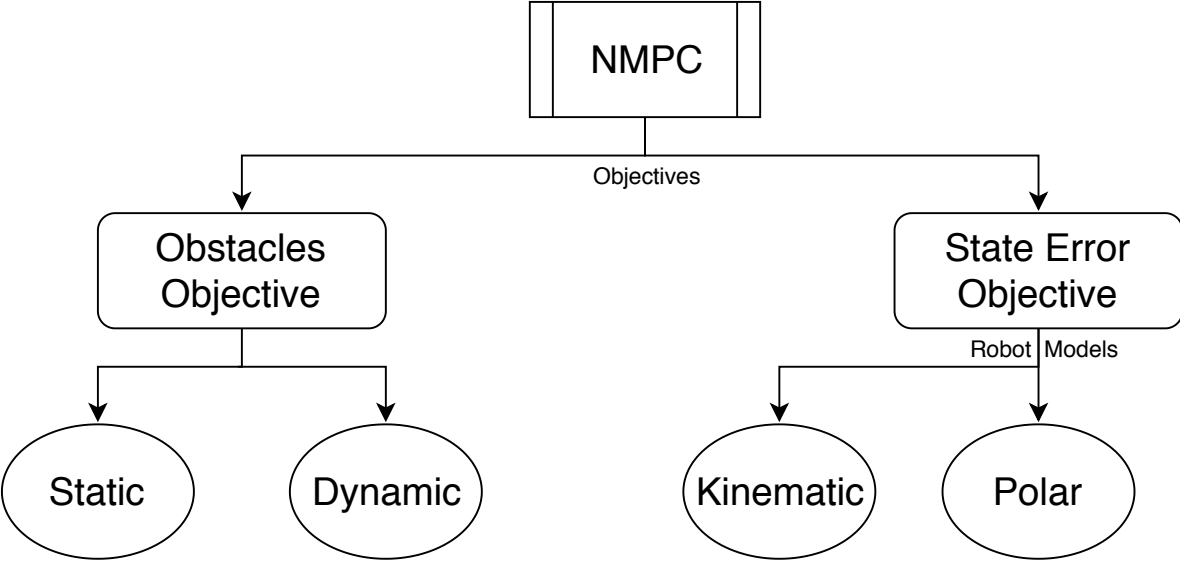 NMPC
Objectives
Obstacles
Objective
State Error
Objective
Robot Models
Static
Dynamic
Kinematic
Polar